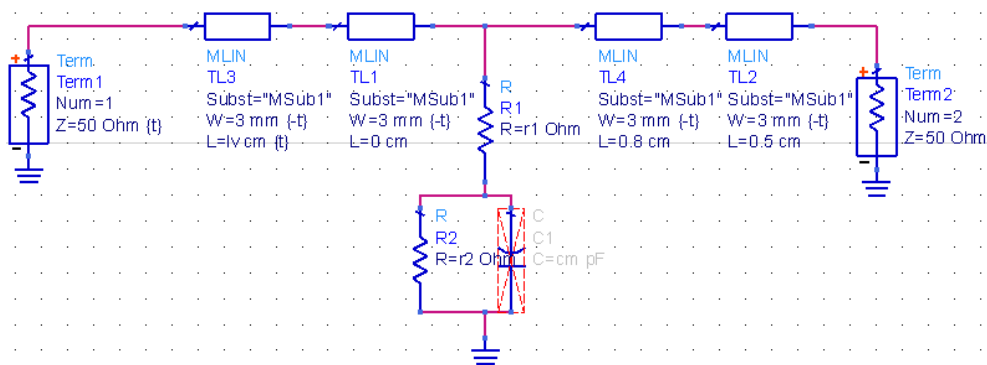 Term
Term1
Num=1
Z=50 Ohm {t}
MLIN
TL3
Subst="MSub1"
W=3 mm {-t}
L=lv cm {t}
MLIN
TL1
Subst="MSub1"
W=3 mm {-t}
L=0 cm
R
R1
R=r1 Ohm
MLIN
TL4
Subst="MSub1"
W=3 mm {-t}
L=0.8 cm
MLIN
TL2
Subst="MSub1"
W=3 mm {-t}
L=0.5 cm
Term
Term2
Num=2
Z=50 Ohm
R
R2
R=r2 Ohm
C
C1
C=cm pF